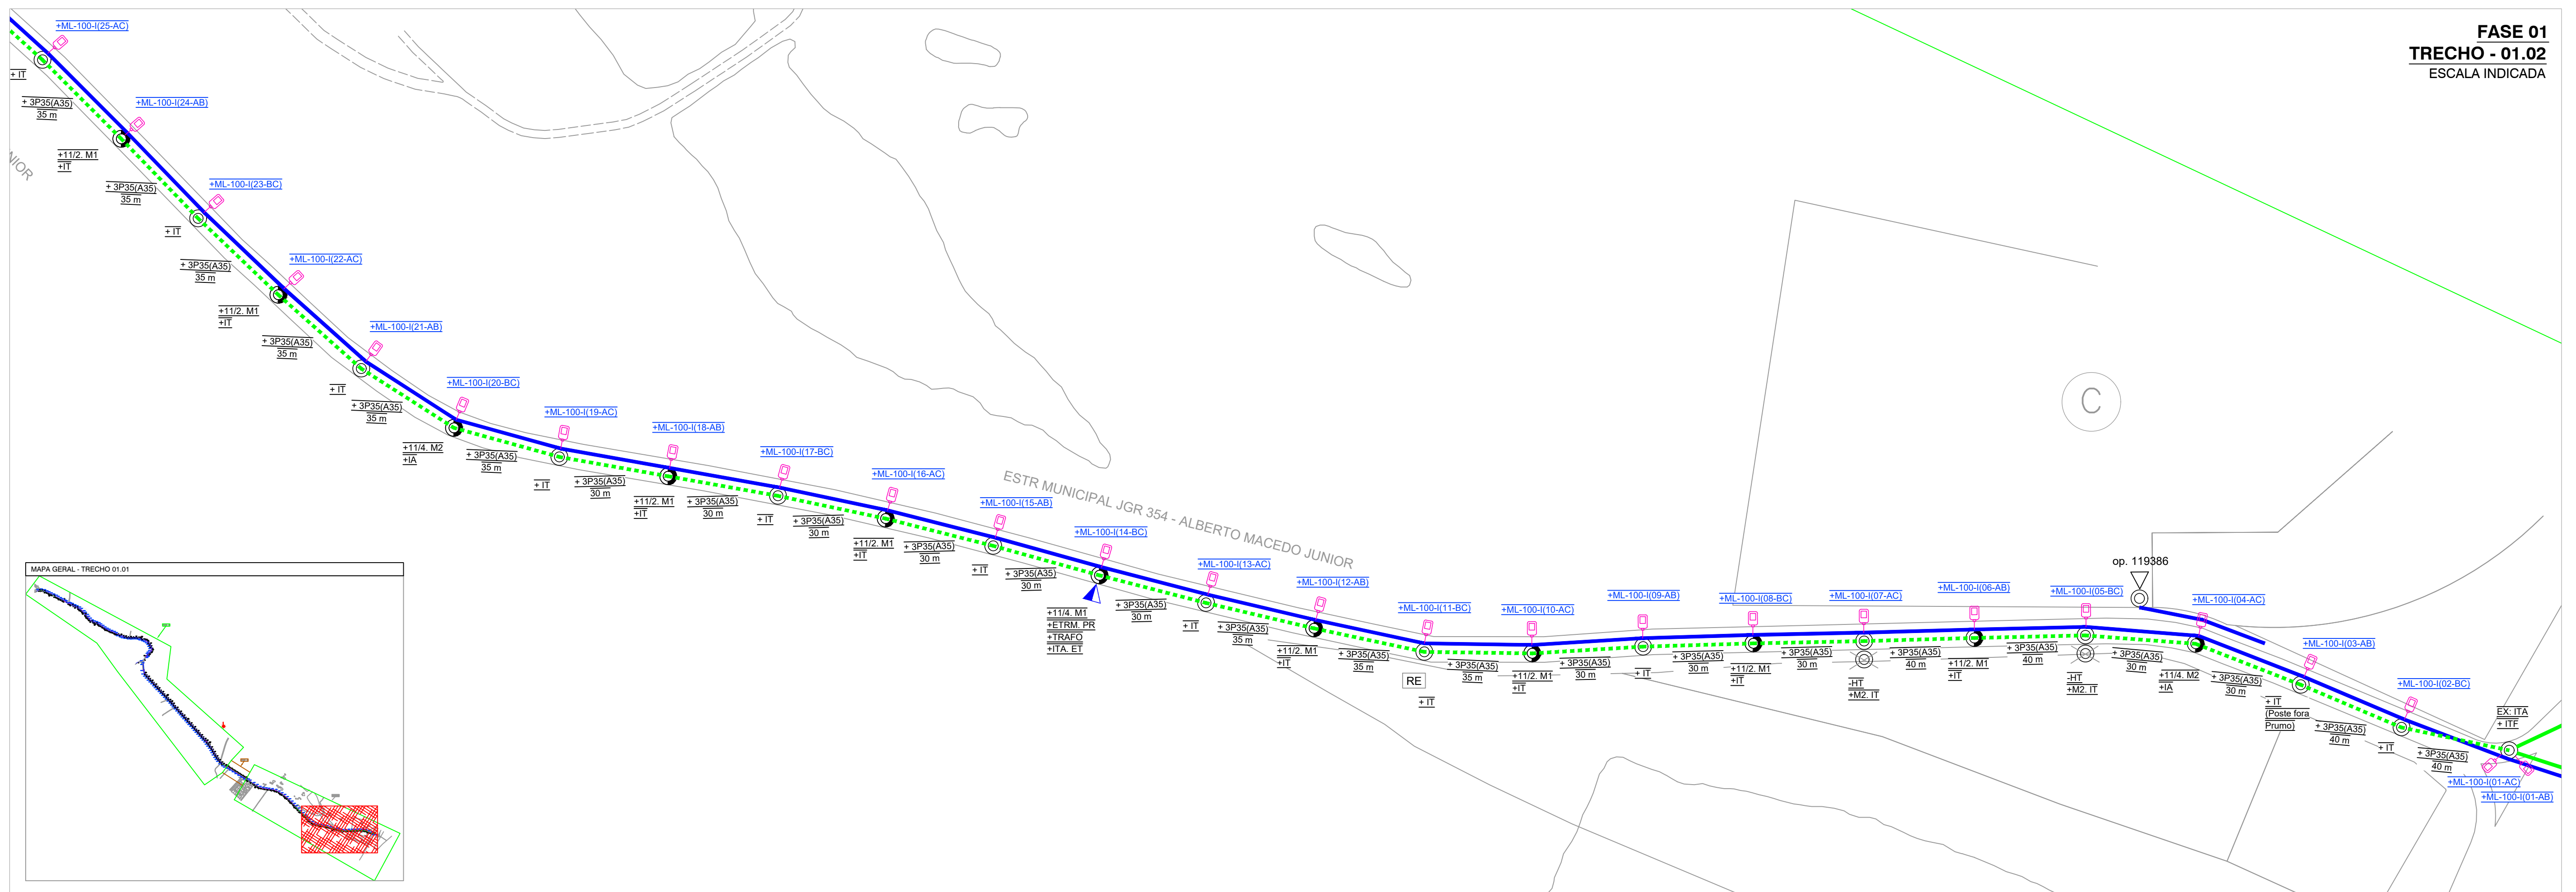 FASE 01
TRECHO - 01.02
ESCALA INDICADA
+ML-100-I(25-AC)
+ IT
+ 3P35(A35)
35 m
+ML-100-I(24-AB)
+11/2. M1
+IT
NIOR
+ 3P35(A35)
35 m
+ML-100-I(23-BC)
+ IT
+ 3P35(A35)
35 m
+ML-100-I(22-AC)
+11/2. M1
+IT
+ 3P35(A35)
35 m
+ML-100-I(21-AB)
+ IT
+ 3P35(A35)
35 m
+ML-100-I(20-BC)
+11/4. M2
+IA
+ 3P35(A35)
35 m
+ML-100-I(19-AC)
+ IT
+ 3P35(A35)
30 m
+ML-100-I(18-AB)
+11/2. M1
+IT
+ 3P35(A35)
30 m
+ML-100-I(17-BC)
+ IT
+ 3P35(A35)
30 m
+ML-100-I(16-AC)
+11/2. M1
+IT
+ 3P35(A35)
30 m
+ML-100-I(15-AB)
+ IT
+ 3P35(A35)
30 m
ESTR MUNICIPAL JGR 354 - ALBERTO MACEDO JUNIOR
+ML-100-I(14-BC)
+11/4. M1
+ETRM. PR
+TRAFO
+ITA. ET
+ 3P35(A35)
30 m
+ML-100-I(13-AC)
+ IT
+ 3P35(A35)
35 m
+ML-100-I(12-AB)
+11/2. M1
+IT
+ 3P35(A35)
35 m
+ML-100-I(11-BC)
RE
+ IT
+ 3P35(A35)
35 m
+ML-100-I(10-AC)
+11/2. M1
+IT
+ 3P35(A35)
30 m
+ML-100-I(09-AB)
+ IT
+ 3P35(A35)
30 m
+ML-100-I(08-BC)
+11/2. M1
+IT
+ 3P35(A35)
30 m
+ML-100-I(07-AC)
-HT
+M2. IT
+ 3P35(A35)
40 m
+ML-100-I(06-AB)
+11/2. M1
+IT
+ 3P35(A35)
40 m
+ML-100-I(05-BC)
-HT
+M2. IT
+ 3P35(A35)
30 m
C
op. 119386
+ML-100-I(04-AC)
+11/4. M2
+IA
+ 3P35(A35)
30 m
+ML-100-I(03-AB)
+ IT
(Poste fora
Prumo)
+ 3P35(A35)
40 m
+ML-100-I(02-BC)
+ IT
+ 3P35(A35)
40 m
EX: ITA
+ ITF
+ML-100-I(01-AC)
+ML-100-I(01-AB)
MAPA GERAL - TRECHO 01.01